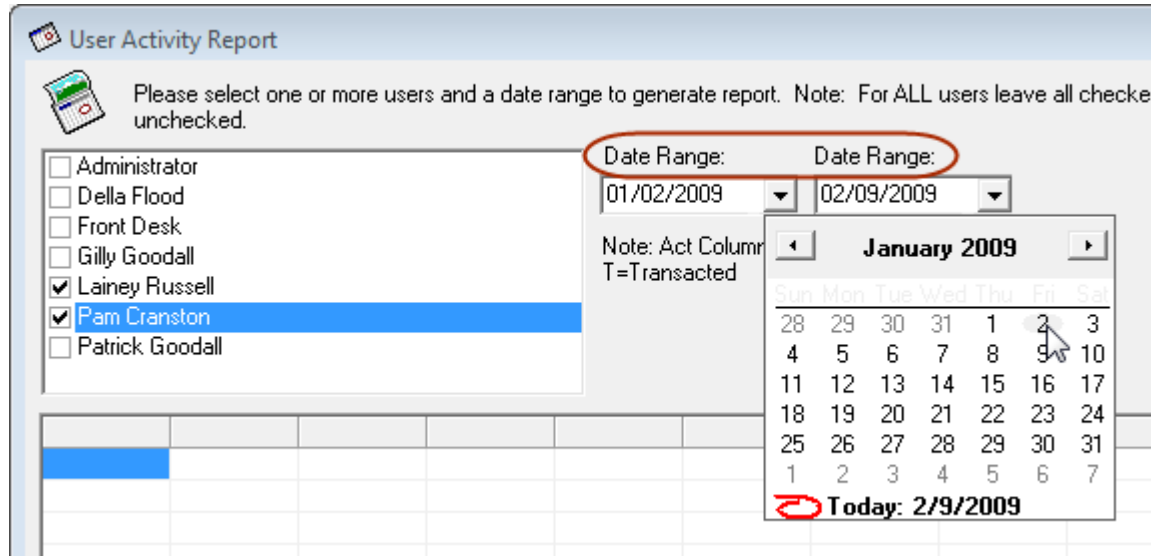 User Activity Report
Please select one or more users and a date range to generate report.  Note:  For ALL users leave all checke
unchecked.
Administrator
Della Flood
Front Desk
Gilly Goodall
Lainey Russell
Pam Cranston
Patrick Goodall
Date Range: Date Range:
01/02/2009 02/09/2009
Note: Act Column
T=Transacted
January 2009
Sun Mon Tue Wed Thu Fri Sat
28 29 30 31 1 2 3
4 5 6 7 8 9 10
11 12 13 14 15 16 17
18 19 20 21 22 23 24
25 26 27 28 29 30 31
1 2 3 4 5 6 7
Today: 2/9/2009